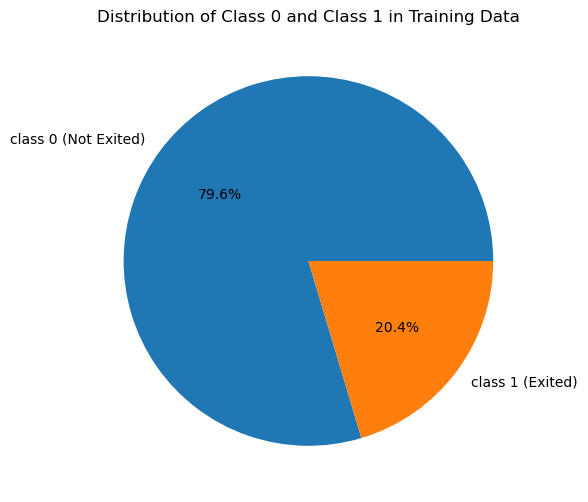 Distribution of Class 0 and Class 1 in Training Data
class 0 (Not Exited)
79.6%
20.4%
class 1 (Exited)